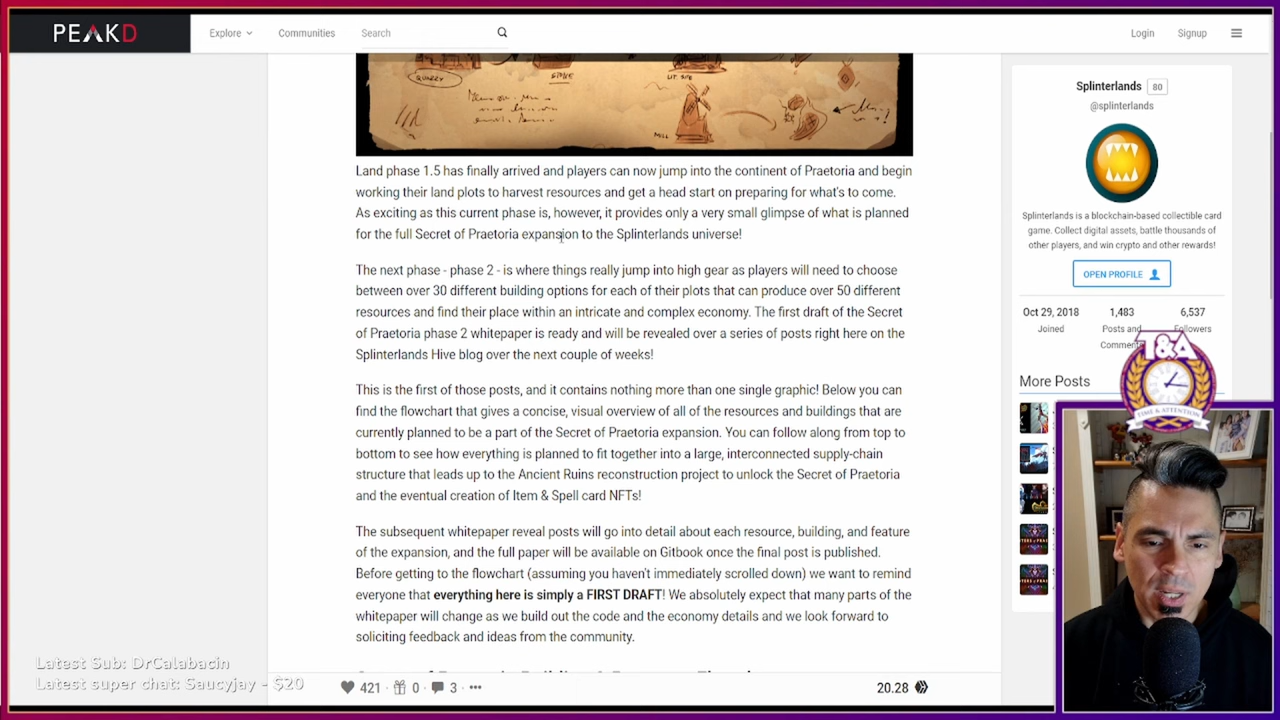 PEAKD
Explore
Communities
Search
Login
Signup
QUARRY
MILL
Land phase 1.5 has finally arrived and players can now jump into the continent of Praetoria and begin
working their land plots to harvest resources and get a head start on preparing for what's to come.
As exciting as this current phase is, however, it provides only a very small glimpse of what is planned
for the full Secret of Praetoria expansion to the Splinterlands universe!
The next phase - phase 2 - is where things really jump into high gear as players will need to choose
between over 30 different building options for each of their plots that can produce over 50 different
resources and find their place within an intricate and complex economy. The first draft of the Secret
of Praetoria phase 2 whitepaper is ready and will be revealed over a series of posts right here on the
Splinterlands Hive blog over the next couple of weeks!
This is the first of those posts, and it contains nothing more than one single graphic! Below you can
find the flowchart that gives a concise, visual overview of all of the resources and buildings that are
currently planned to be a part of the Secret of Praetoria expansion. You can follow along from top to
bottom to see how everything is planned to fit together into a large, interconnected supply-chain
structure that leads up to the Ancient Ruins reconstruction project to unlock the Secret of Praetoria
and the eventual creation of Item & Spell card NFTs!
The subsequent whitepaper reveal posts will go into detail about each resource, building, and feature
of the expansion, and the full paper will be available on Gitbook once the final post is published.
Before getting to the flowchart (assuming you haven't immediately scrolled down) we want to remind
everyone that everything here is simply a FIRST DRAFT! We absolutely expect that many parts of the
whitepaper will change as we build out the code and the economy details and we look forward to
soliciting feedback and ideas from the community.
421
0
3
20.28
Splinterlands 80
@splinterlands
Splinterlands is a blockchain-based collectible card
game. Collect digital assets, battle thousands of
other players, and win crypto and other rewards!
OPEN PROFILE
Oct 29, 2018
Joined
1,483
Posts and
Comments
6,537
Followers
More Posts
T&A
TIME & ATTENTION
Latest Sub: DrCalabacin
Latest super chat: Saucyjay - $20